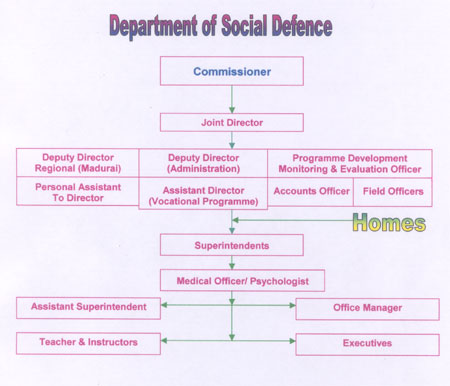 Department of Social Defence
Commissioner
Joint Director
Deputy Director
Regional (Madurai)
Deputy Director
(Administration)
Programme Development
Monitoring & Evaluation Officer
Personal Assistant
To Director
Assistant Director
(Vocational Programme)
Accounts Officer
Field Officers
Homes
Superintendents
Medical Officer/ Psychologist
Assistant Superintendent
Office Manager
Teacher & Instructors
Executives